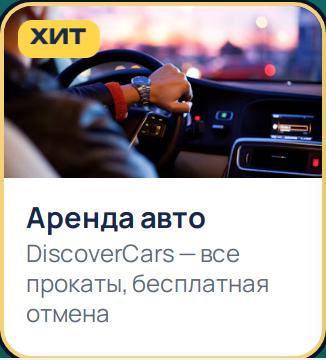 ХИТ
Аренда авто
DiscoverCars — все
прокаты, бесплатная
отмена